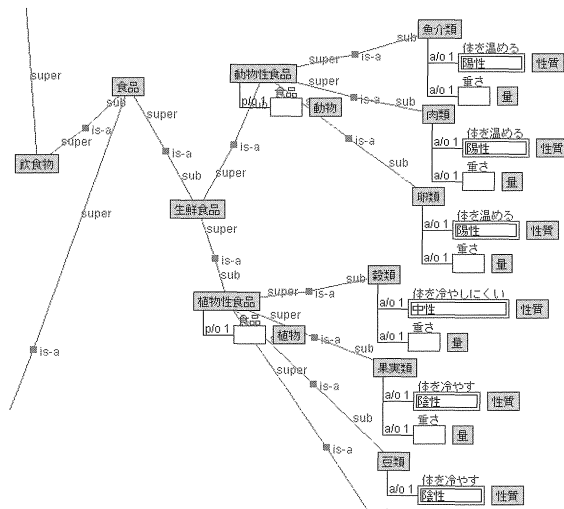 super
食品
飲食物
super
sub
is-a
super
is-a
sub
super
is-a
生鮮食品
super
is-a
super
動物性食品
p/o 1
食品
動物
super
is-a
sub
魚介類
a/o 1
体を温める
陽性
性質
a/o 1
重さ
量
super
is-a
sub
肉類
a/o 1
体を温める
陽性
性質
a/o 1
重さ
量
is-a
sub
卵類
a/o 1
体を温める
陽性
性質
a/o 1
重さ
量
super
is-a
sub
植物性食品
p/o 1
食品
植物
super
is-a
sub
穀類
a/o 1
体を冷やしにくい
中性
性質
a/o 1
重さ
量
super
is-a
sub
果実類
a/o 1
体を冷やす
陰性
性質
a/o 1
重さ
量
super
is-a
sub
豆類
a/o 1
体を冷やす
陰性
性質
is-a